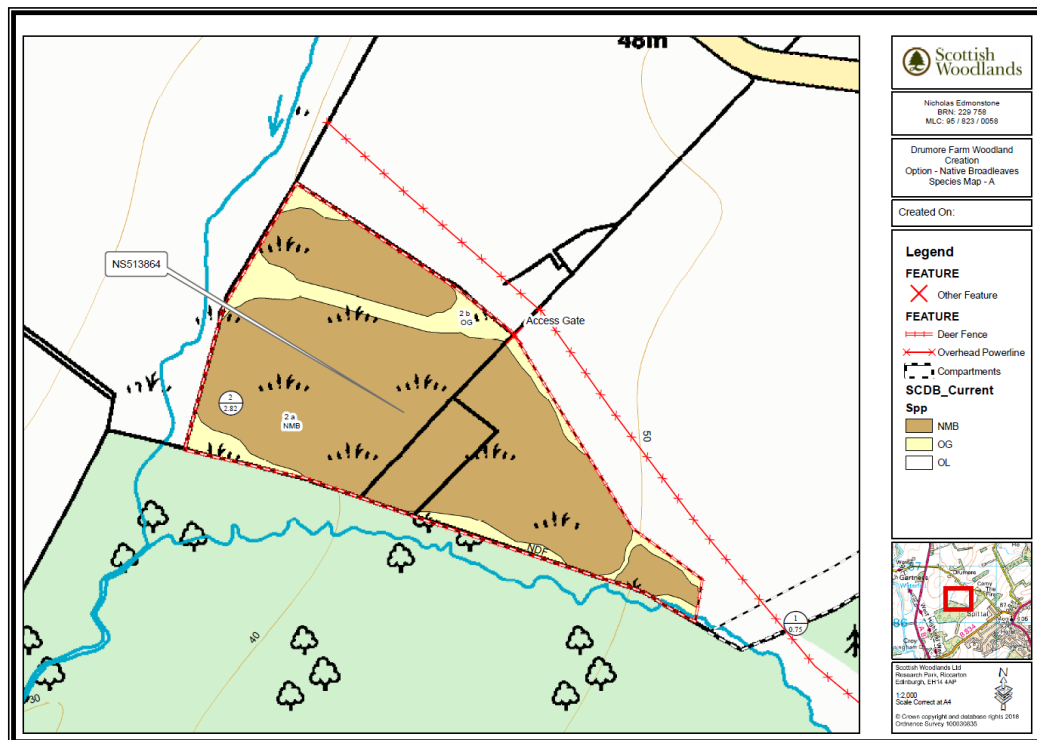 48m
NS513864
2 b
OG
Access Gate
2
2.82
2 a
NMB
50
NDF
40
30
1
0.75
Scottish
Woodlands
Nicholas Edmonstone
BRN: 229 758
MLC: 95 / 823 / 0058
Drumore Farm Woodland
Creation
Option - Native Broadleaves
Species Map - A
Created On:
Legend
FEATURE
Other Feature
FEATURE
Deer Fence
Overhead Powerline
Compartments
SCDB_Current
Spp
NMB
OG
OL
Drumore
Gartness
Spittal
86
Scottish Woodlands Ltd
Research Park, Riccarton
Edinburgh, EH14 4AP
N
1:2,000
Scale Correct at A4
© Crown copyright and database rights 2018
Ordnance Survey 100030835